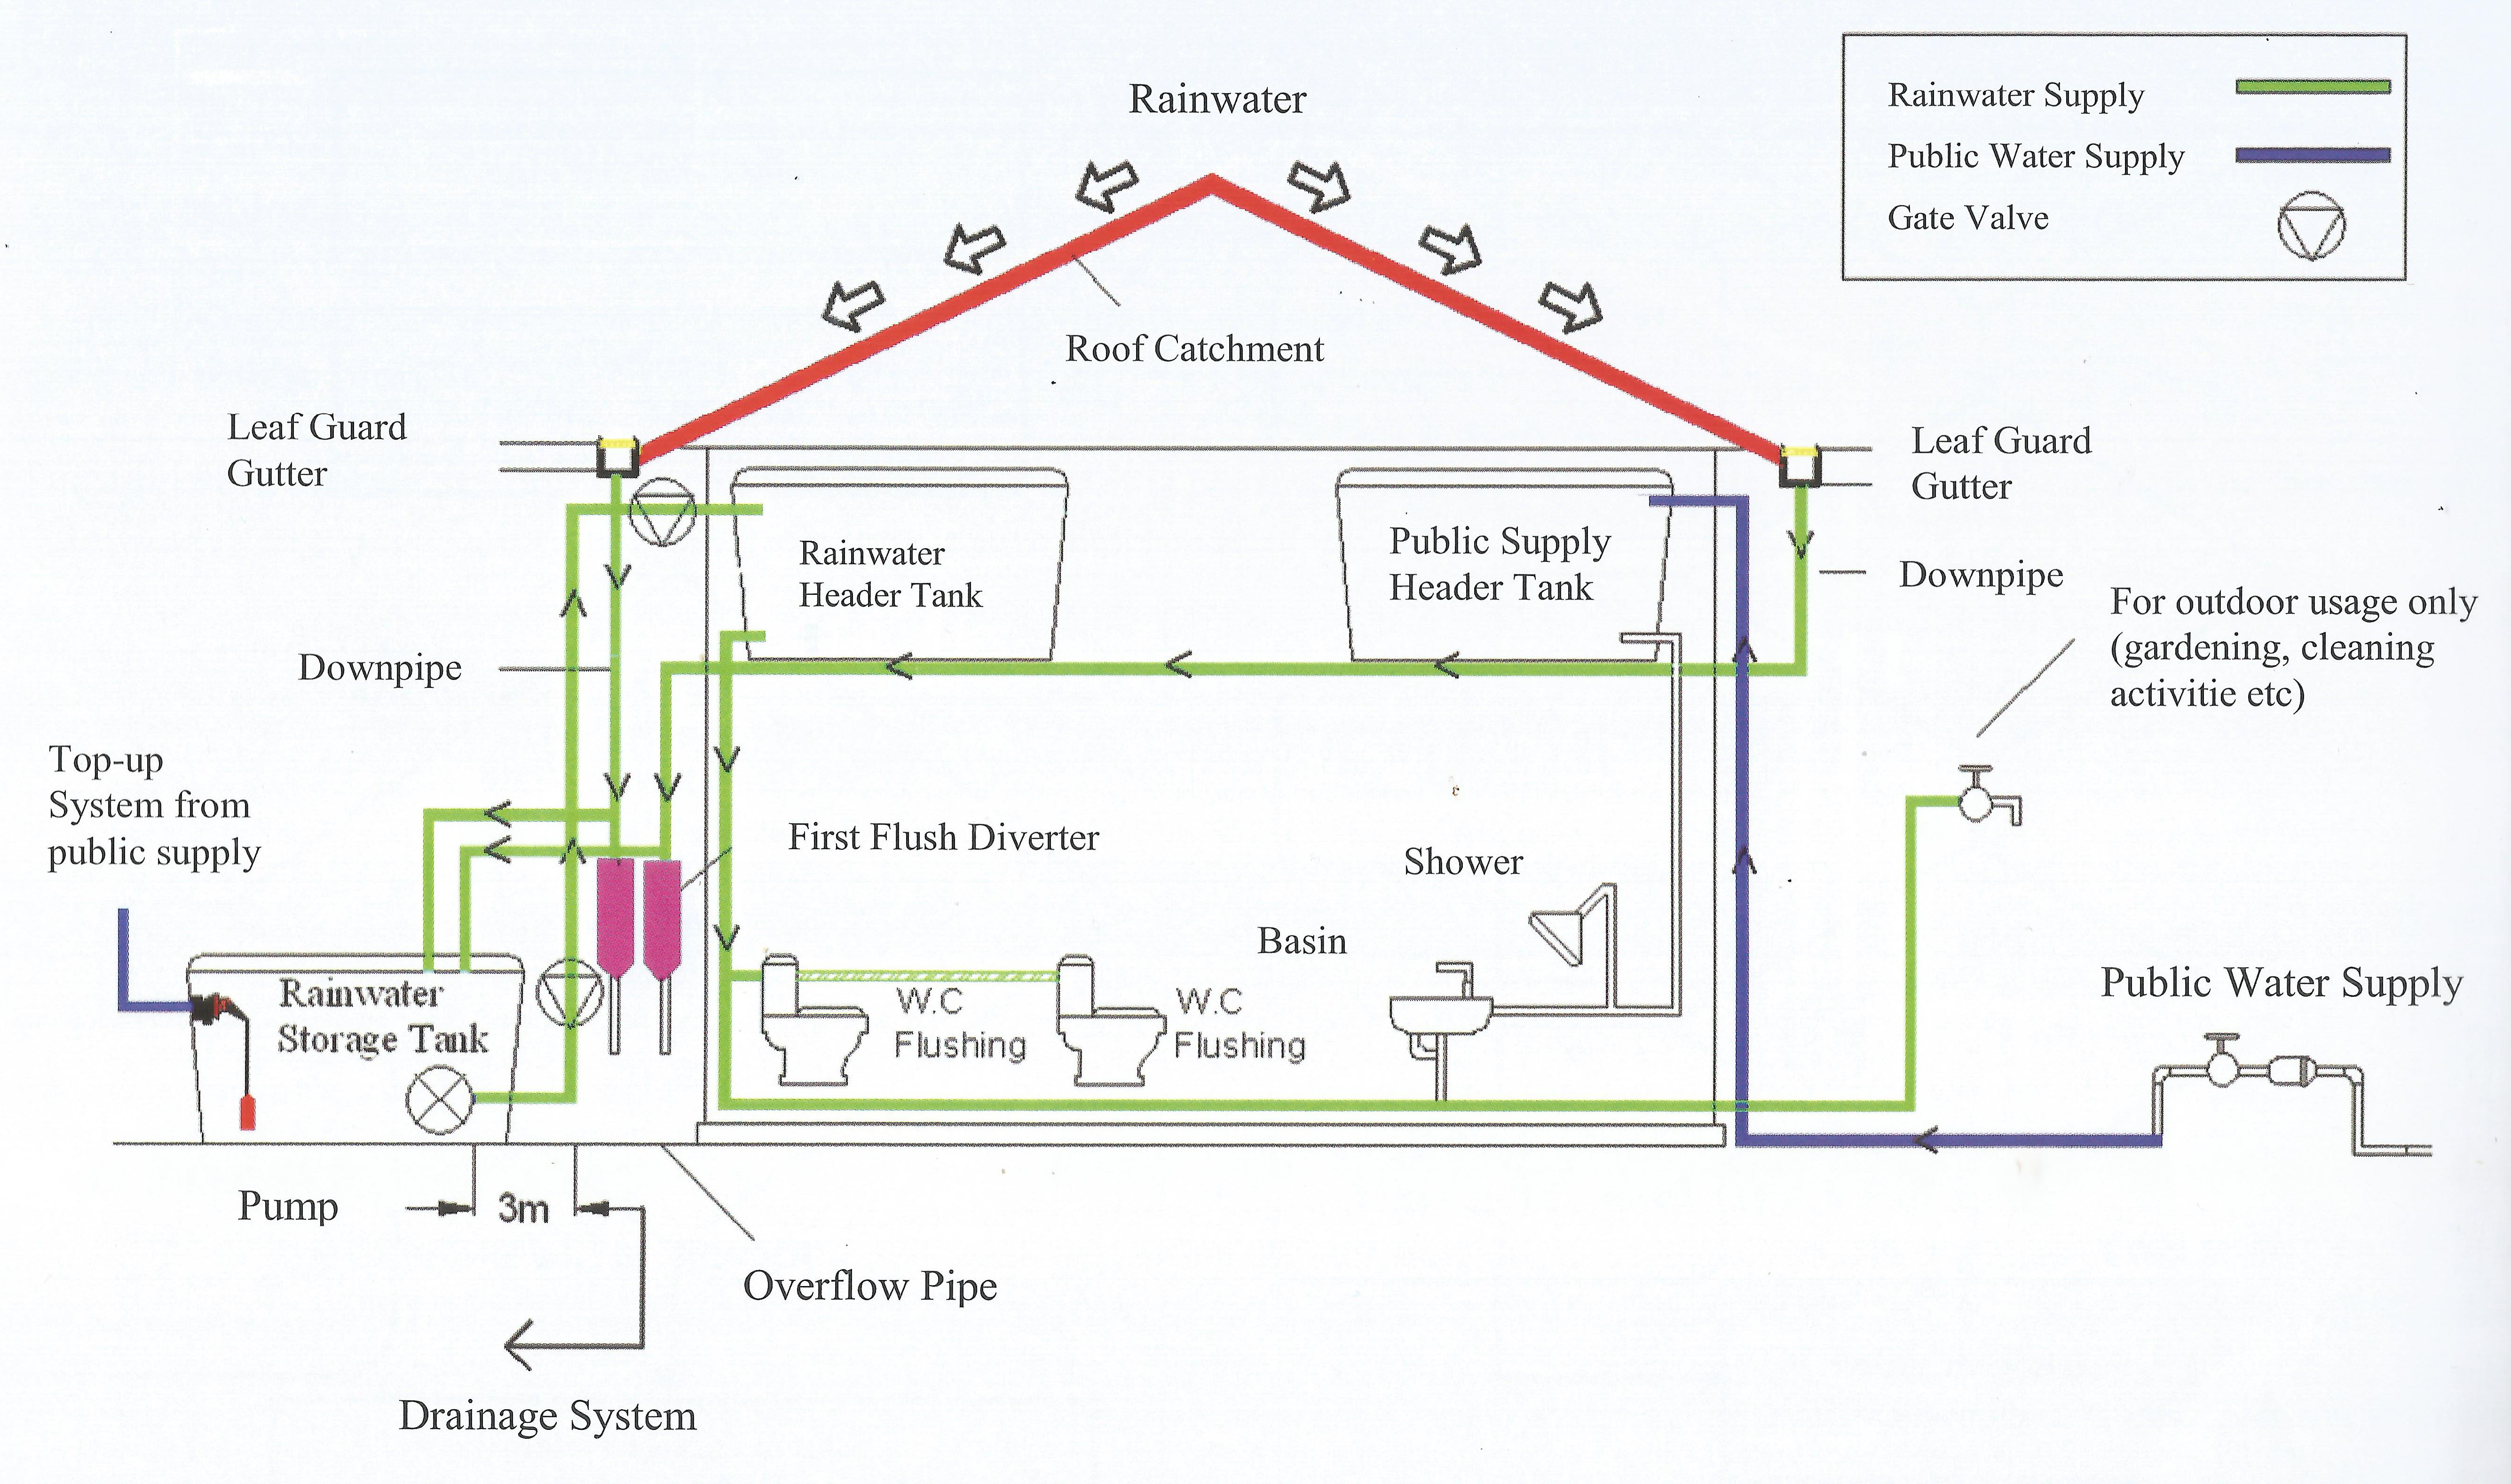 Rainwater
Rainwater Supply
Public Water Supply
Gate Valve
Roof Catchment
Leaf Guard
Gutter
Leaf Guard
Gutter
Rainwater
Header Tank
Public Supply
Header Tank
Downpipe
Downpipe
For outdoor usage only
(gardening, cleaning
activitie etc)
Top-up
System from
public supply
First Flush Diverter
Shower
Basin
Rainwater
Storage Tank
W.C
Flushing
W.C
Flushing
Public Water Supply
Pump
3m
Overflow Pipe
Drainage System